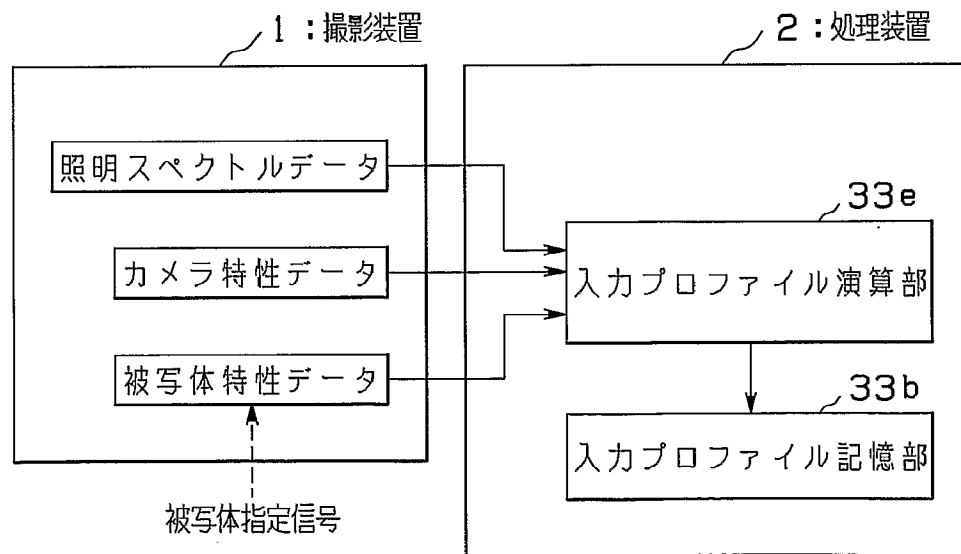 1:撮影装置
2:処理装置
照明スペクトルデータ
カメラ特性データ
被写体特性データ
被写体指定信号
33e
入力プロファイル演算部
33b
入力プロファイル記憶部